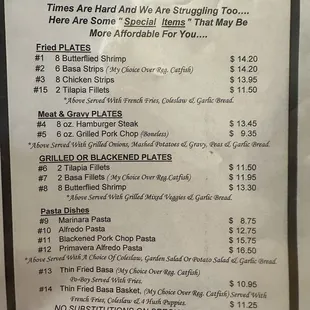 Times Are Hard And We Are Struggling Too....
Here Are Some "Special Items" That May Be
More Affordable For You....
Fried PLATES
#1 8 Butterflied Shrimp $ 14.20
#2 6 Basa Strips (My Choice Over Reg. Catfish) $ 14.20
#3 8 Chicken Strips $ 13.95
#15 2 Tilapia Fillets $ 11.50
*Above Served With French Fries, Coleslaw & Garlic Bread.
Meat & Gravy PLATES
#4 8 oz. Hamburger Steak $ 13.45
#5 6 oz. Grilled Pork Chop (Boneless) $ 9.35
*Above Served With Grilled Onions, Mashed Potatoes & Gravy, Peas & Garlic Bread.
GRILLED OR BLACKENED PLATES
#6 2 Tilapia Fillets $ 11.50
#7 2 Basa Fillets (My Choice Over Reg.Catfish) $ 11.95
#8 8 Butterflied Shrimp $ 13.30
*Above Served With Grilled Mixed Veggies & Garlic Bread.
Pasta Dishes
#9 Marinara Pasta $ 8.75
#10 Alfredo Pasta $ 12.75
#11 Blackened Pork Chop Pasta $ 15.75
#12 Primavera Alfredo Pasta $ 16.50
*Above Served With A Choice Of Coleslaw, Garden Salad Or Potato Salad & Garlic Bread.
#13 Thin Fried Basa (My Choice Over Reg. Catfish)
Po-Boy Served With Fries. $ 10.95
#14 Thin Fried Basa Basket. (My Choice Over Reg. Catfish) Served With
French Fries, Coleslaw & 4 Hush Puppies. $ 11.25
NO SUBSTITUTIONS ON